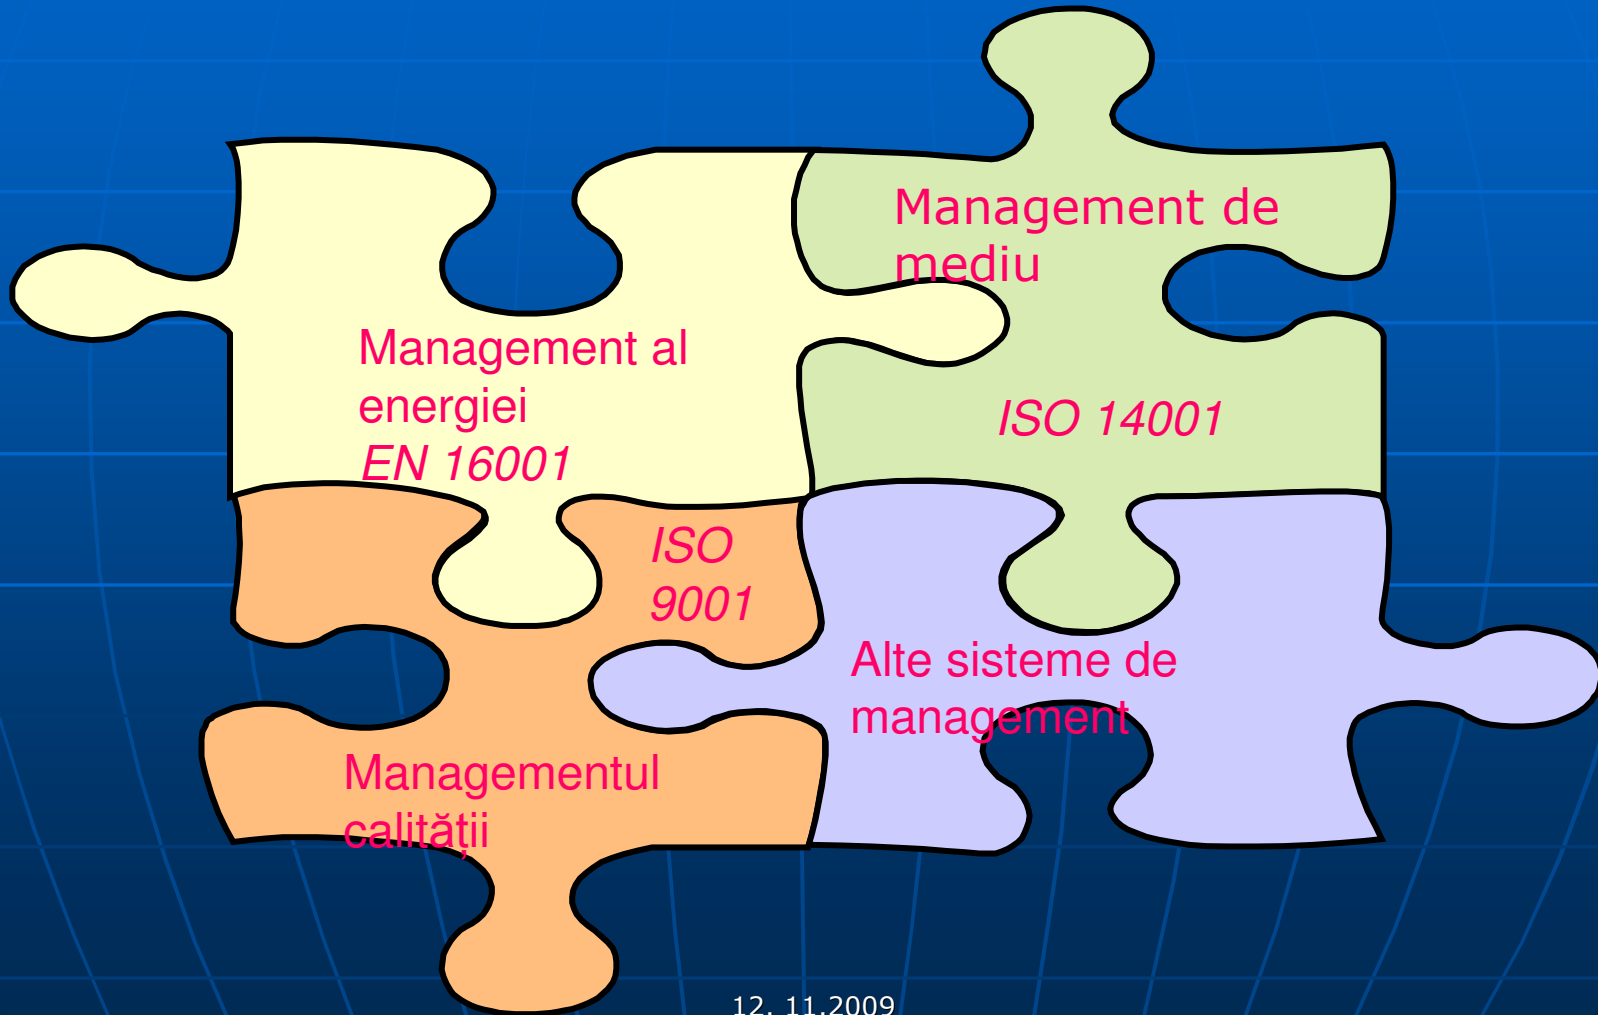 Management de
mediu
Management al
energiei
EN 16001
ISO 14001
ISO
9001
Alte sisteme de
management
Managementul
calității
12. 11.2009